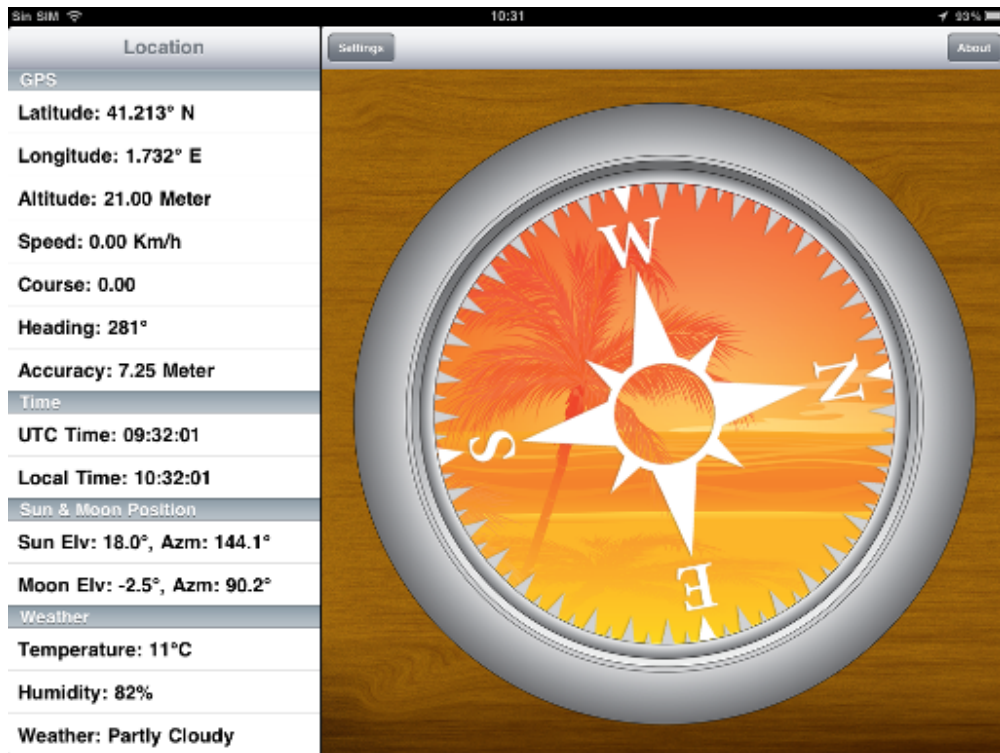 Sin SIM 10:31 93%
Location
Settings
About
GPS
Latitude: 41.213° N
Longitude: 1.732° E
Altitude: 21.00 Meter
Speed: 0.00 Km/h
Course: 0.00
Heading: 281°
Accuracy: 7.25 Meter
Time
UTC Time: 09:32:01
Local Time: 10:32:01
Sun & Moon Position
Sun Elv: 18.0°, Azm: 144.1°
Moon Elv: -2.5°, Azm: 90.2°
Weather
Temperature: 11°C
Humidity: 82%
Weather: Partly Cloudy
W
N
S
E